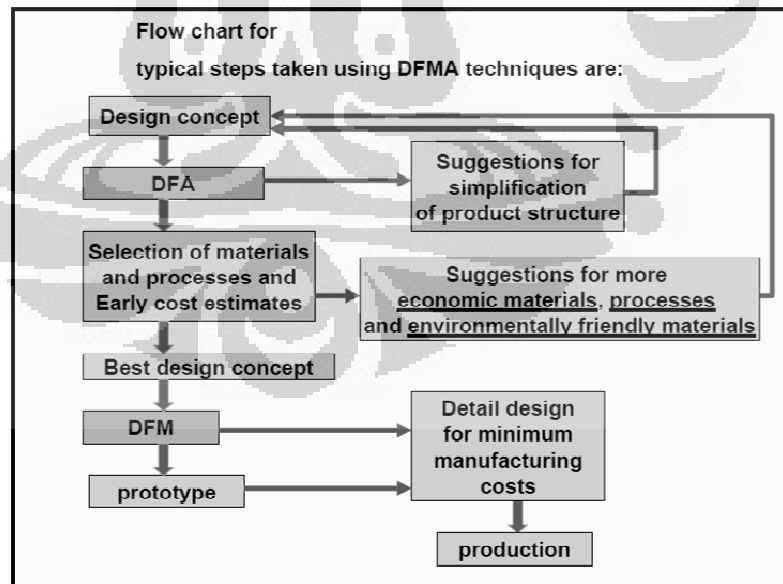 Flow chart for
typical steps taken using DFMA techniques are:
Design concept
DFA
Suggestions for
simplification
of product structure
Selection of materials
and processes and
Early cost estimates
Suggestions for more
economic materials, processes
and environmentally friendly materials
Best design concept
DFM
Detail design
for minimum
manufacturing
costs
prototype
production